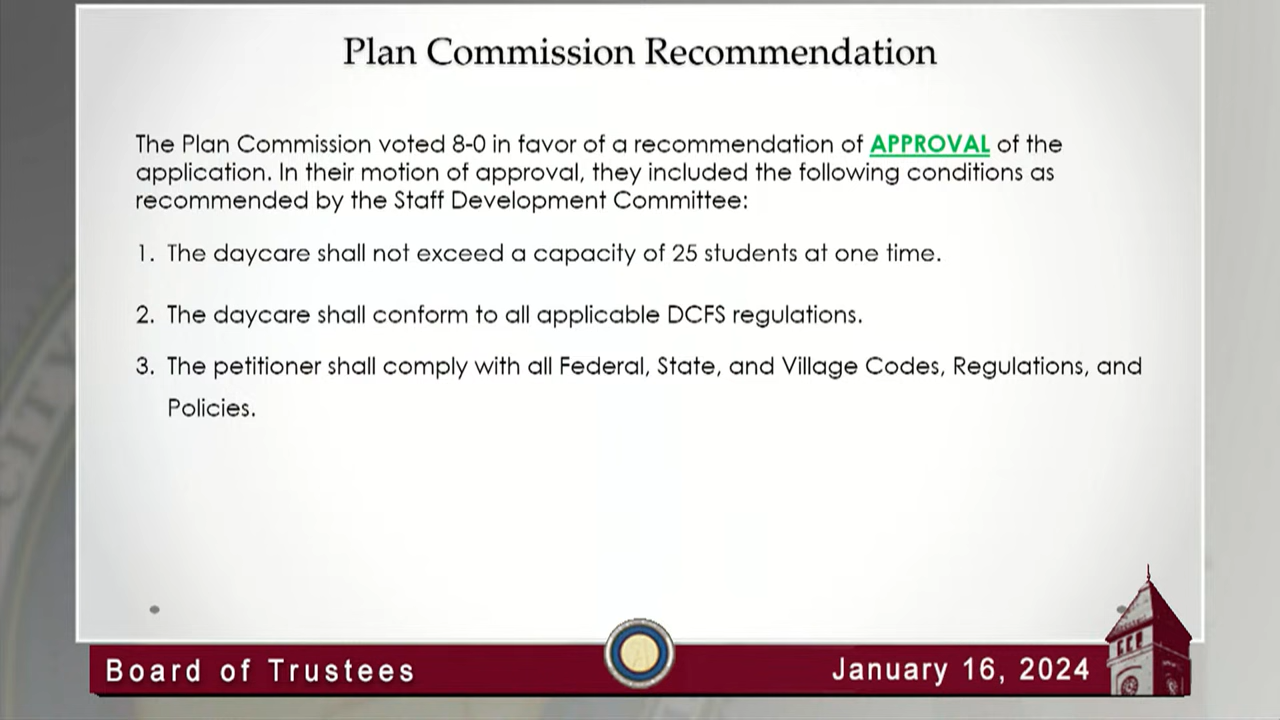 Plan Commission Recommendation
The Plan Commission voted 8-0 in favor of a recommendation of APPROVAL of the
application. In their motion of approval, they included the following conditions as
recommended by the Staff Development Committee:
1. The daycare shall not exceed a capacity of 25 students at one time.
2. The daycare shall conform to all applicable DCFS regulations.
3. The petitioner shall comply with all Federal, State, and Village Codes, Regulations, and
Policies.
CITY
Board of Trustees
January 16, 2024